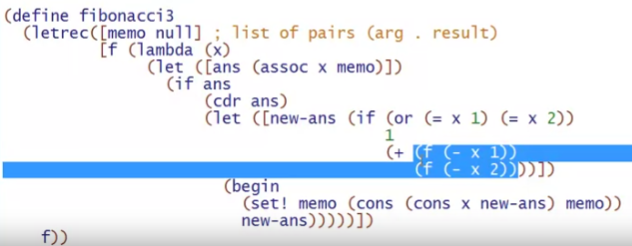 (define fibonacci3
(letrec([memo null] ; list of pairs (arg . result)
[f (lambda (x)
(let ([ans (assoc x memo)])
(if ans
(cdr ans)
(let ([new-ans (if (or (= x 1) (= x 2))
1
(+ (f (- x 1))
(f (- x 2)))])
(begin
(set! memo (cons (cons x new-ans) memo))
new-ans)))))])
f))